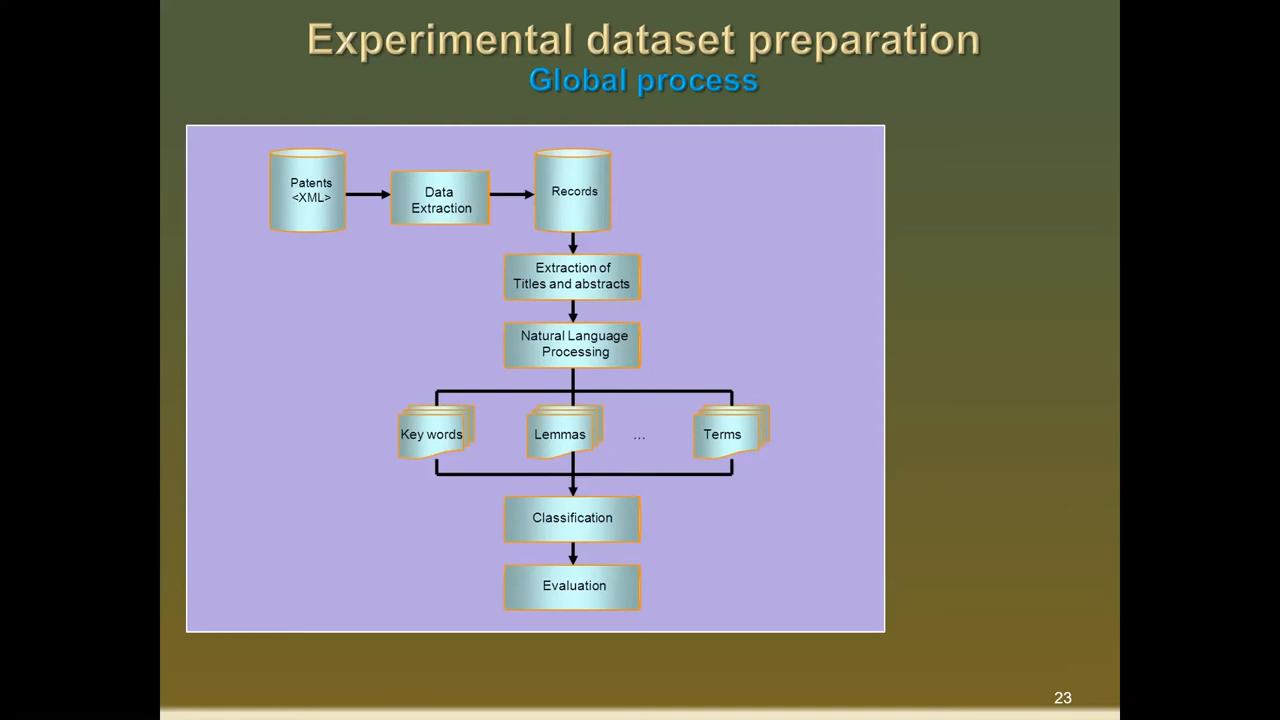 Experimental dataset preparation
Global process
Patents
<XML>
Data
Extraction
Records
Extraction of
Titles and abstracts
Natural Language
Processing
Key words
Lemmas
...
Terms
Classification
Evaluation
23